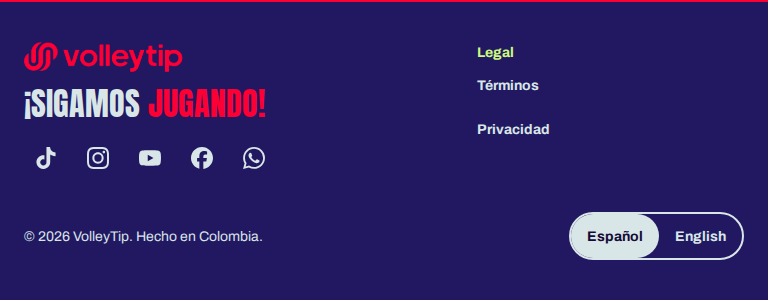 volleytip
¡SIGAMOS JUGANDO!
Legal
Términos
Privacidad
© 2026 VolleyTip. Hecho en Colombia.
Español
English